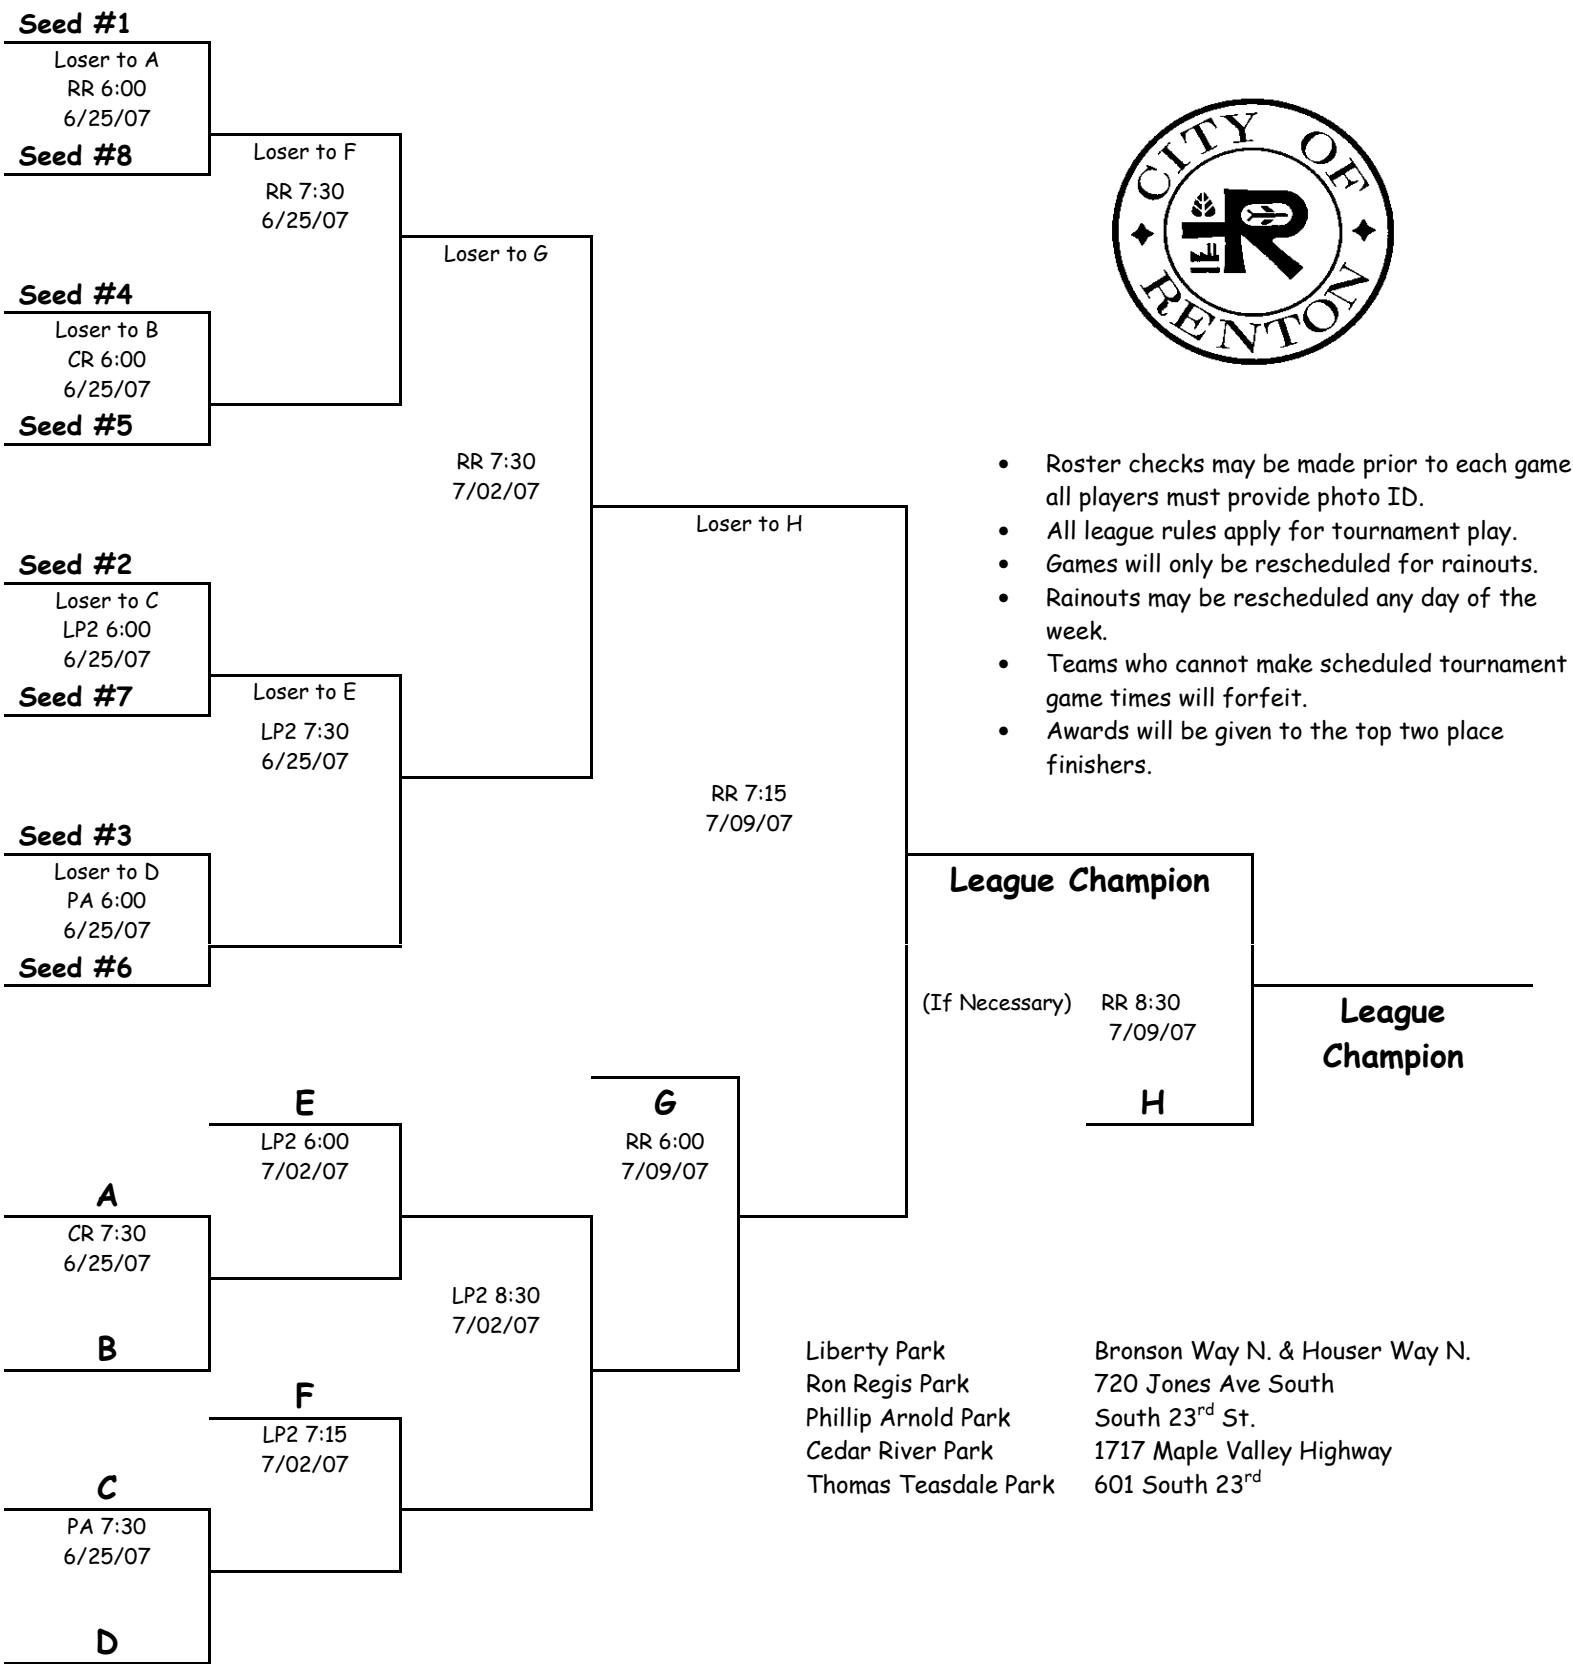 Seed #1
Loser to A
RR 6:00
6/25/07
Seed #8
Loser to F
RR 7:30
6/25/07
Loser to G
Seed #4
Loser to B
CR 6:00
6/25/07
Seed #5
RR 7:30
7/02/07
Loser to H
Seed #2
Loser to C
LP2 6:00
6/25/07
Seed #7
Loser to E
LP2 7:30
6/25/07
Seed #3
Loser to D
PA 6:00
6/25/07
Seed #6
RR 7:15
7/09/07
CITY OF
RENTON
R
• Roster checks may be made prior to each game
all players must provide photo ID.
• All league rules apply for tournament play.
• Games will only be rescheduled for rainouts.
• Rainouts may be rescheduled any day of the
week.
• Teams who cannot make scheduled tournament
game times will forfeit.
• Awards will be given to the top two place
finishers.
League Champion
(If Necessary) RR 8:30
7/09/07
H
League
Champion
E
LP2 6:00
7/02/07
G
RR 6:00
7/09/07
A
CR 7:30
6/25/07
B
LP2 8:30
7/02/07
F
LP2 7:15
7/02/07
C
PA 7:30
6/25/07
D
Liberty Park Bronson Way N. & Houser Way N.
Ron Regis Park 720 Jones Ave South
Phillip Arnold Park South 23rd St.
Cedar River Park 1717 Maple Valley Highway
Thomas Teasdale Park 601 South 23rd